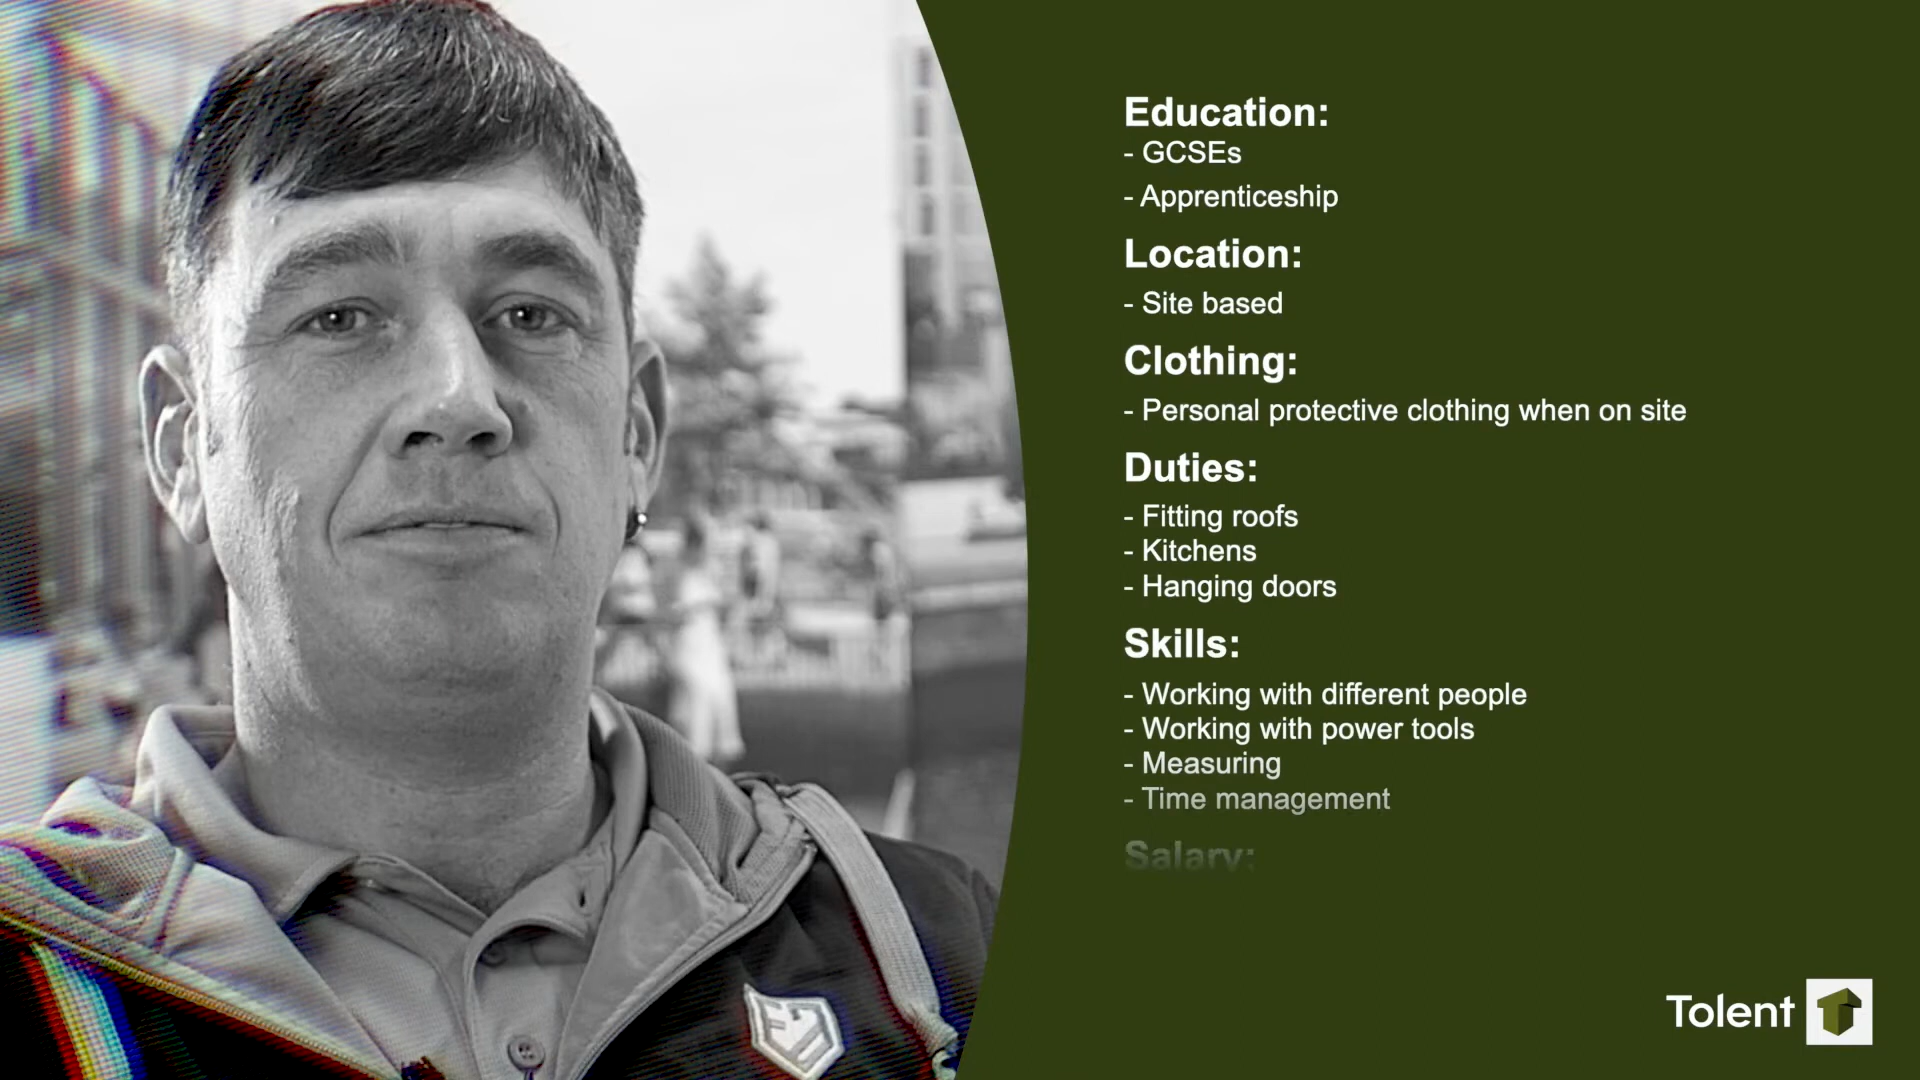 Education:
- GCSEs
- Apprenticeship
Location:
- Site based
Clothing:
- Personal protective clothing when on site
Duties:
- Fitting roofs
- Kitchens
- Hanging doors
Skills:
- Working with different people
- Working with power tools
- Measuring
- Time management
Salary:
Tolent